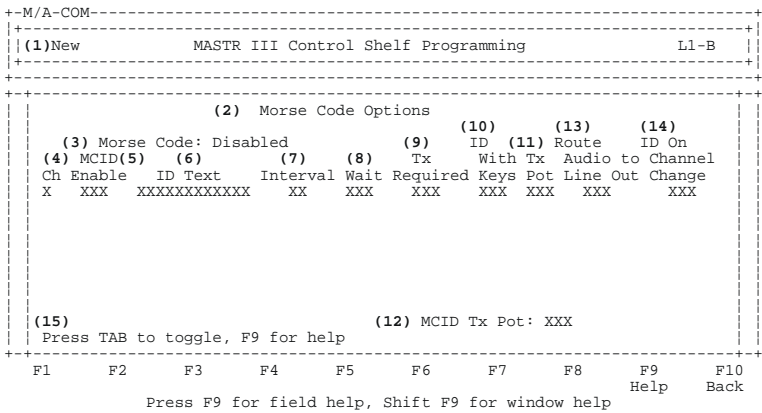 M/A-COM
(1)New MASTR III Control Shelf Programming L1-B
(2) Morse Code Options
(10) (13) (14)
(3) Morse Code: Disabled (9) ID (11) Route ID On
(4) MCID(5) (6) (7) (8) Tx With Tx Audio to Channel
Ch Enable ID Text Interval Wait Required Keys Pot Line Out Change
X XXX XXXXXXXXXXXX XX XXX XXX XXX XXX XXX XXX
(15) (12) MCID Tx Pot: XXX
Press TAB to toggle, F9 for help
F1 F2 F3 F4 F5 F6 F7 F8 F9 F10
Help Back
Press F9 for field help, Shift F9 for window help